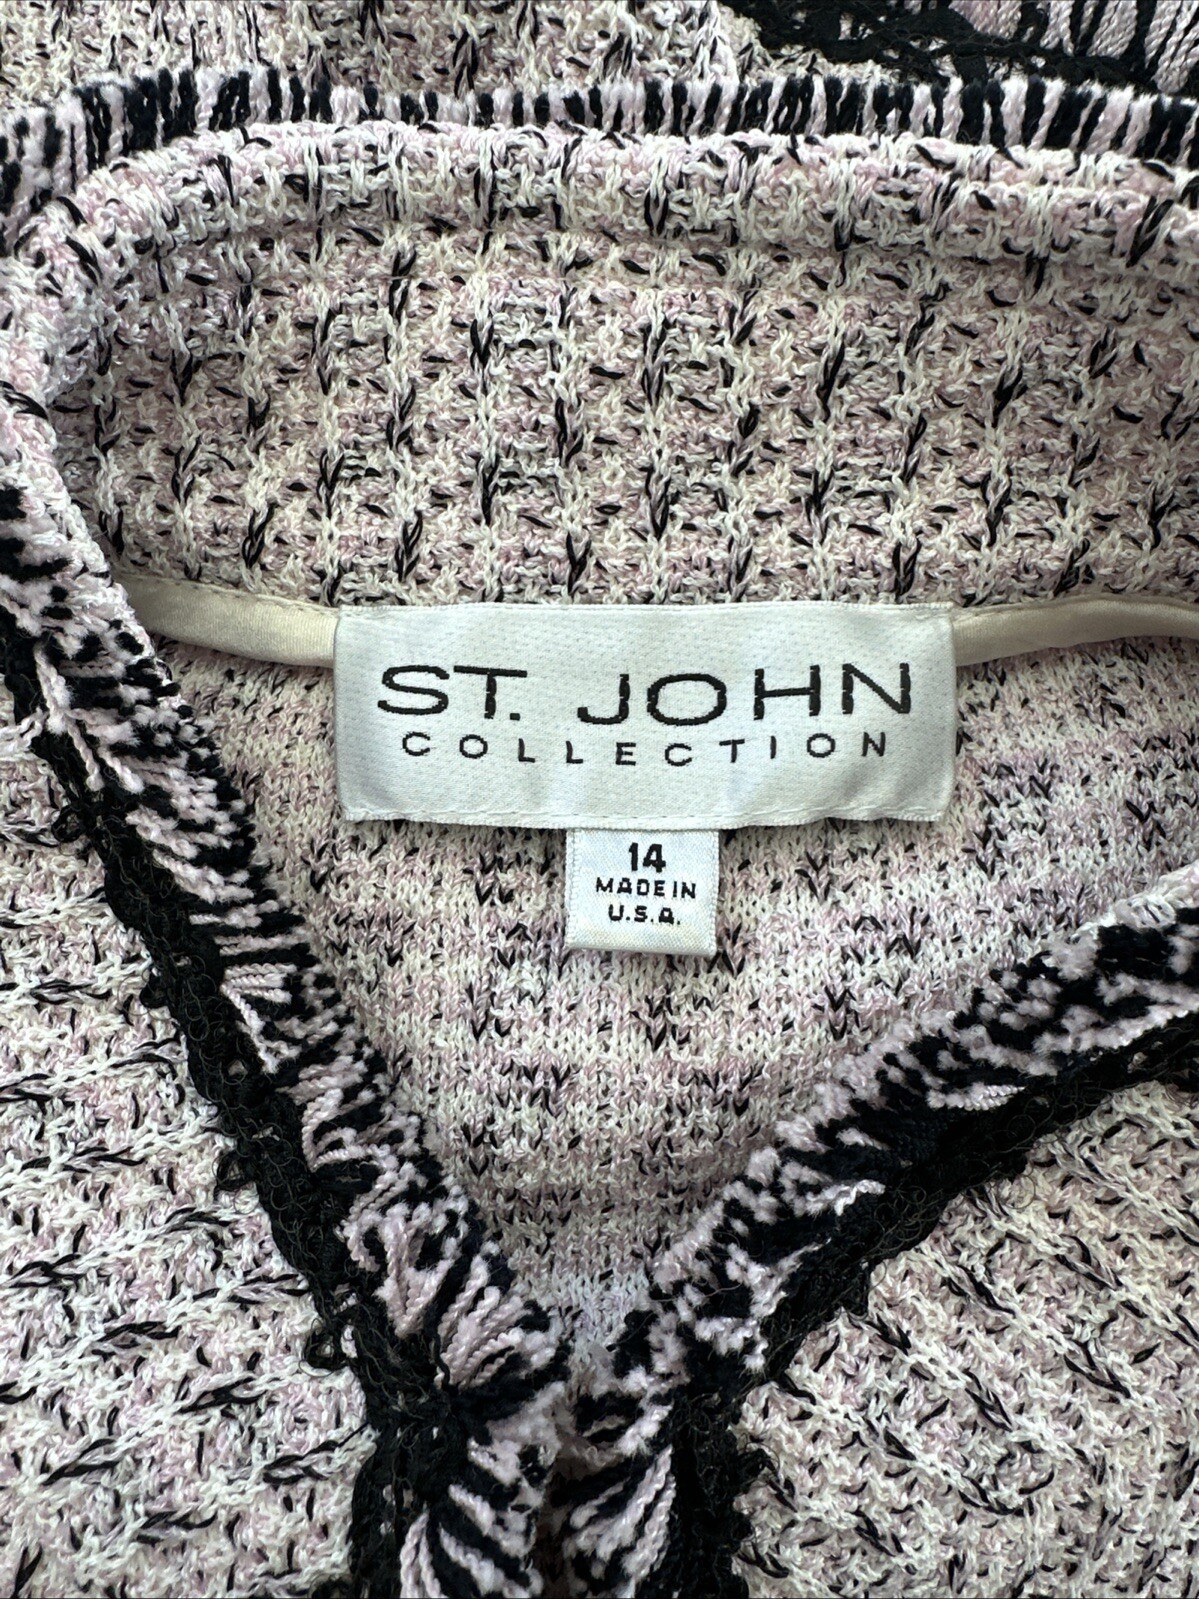 ST. JOHN
COLLECTION
14
MADE IN
U.S.A.